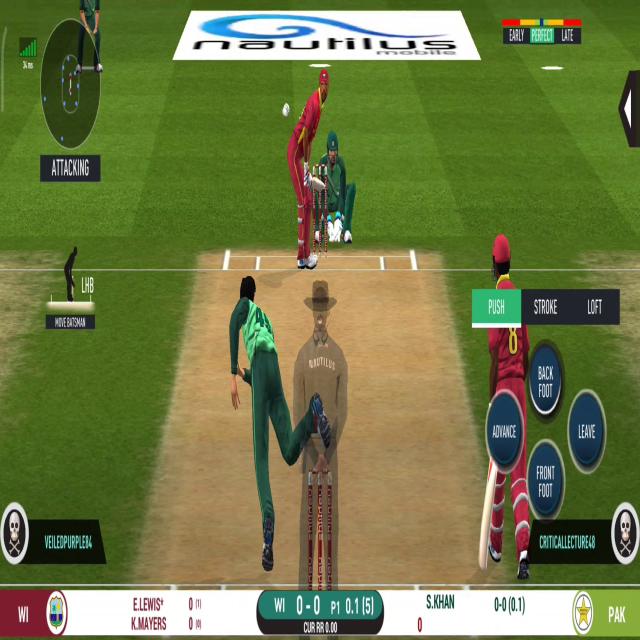 nautilus
mobile
EARLY PERFECT LATE
34 ms
ATTACKING
LHB
MOVE BATSMAN
PUSH STROKE LOFT
NAUTILUS
8
BACK
FOOT
ADVANCE
LEAVE
FRONT
FOOT
VEILEDPURPLE84
CRITICALLECTURE48
WI
E.LEWIS* 0 (1)
K.MAYERS 0 (0)
WI 0-0 P1 0.1 (5)
CUR RR 0.00
S.KHAN 0-0 (0.1)
0
PAK